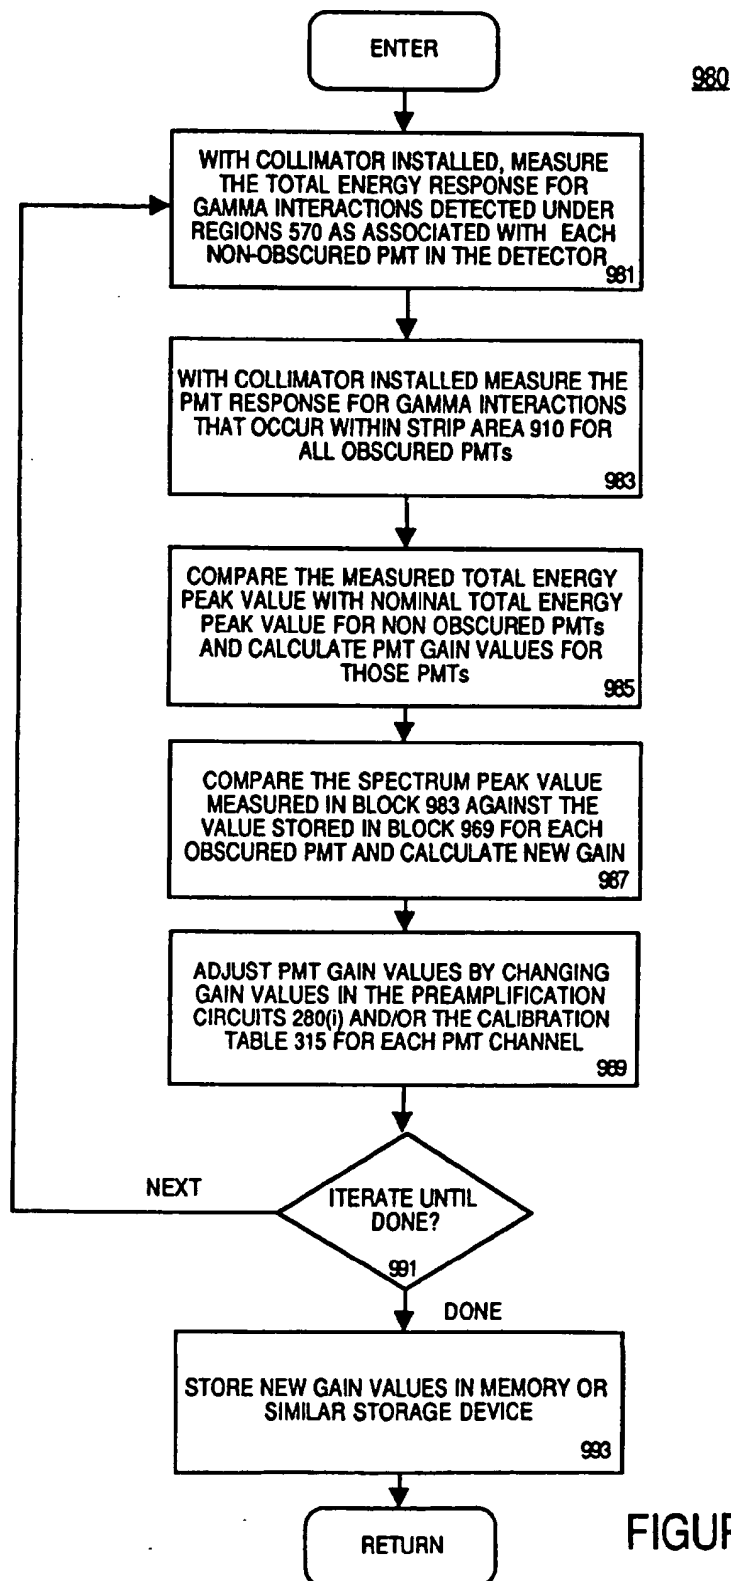 ENTER
980
WITH COLLIMATOR INSTALLED, MEASURE
THE TOTAL ENERGY RESPONSE FOR
GAMMA INTERACTIONS DETECTED UNDER
REGIONS 570 AS ASSOCIATED WITH EACH
NON-OBSCURED PMT IN THE DETECTOR
981
WITH COLLIMATOR INSTALLED MEASURE THE
PMT RESPONSE FOR GAMMA INTERACTIONS
THAT OCCUR WITHIN STRIP AREA 910 FOR
ALL OBSCURED PMTs
983
COMPARE THE MEASURED TOTAL ENERGY
PEAK VALUE WITH NOMINAL TOTAL ENERGY
PEAK VALUE FOR NON OBSCURED PMTs
AND CALCULATE PMT GAIN VALUES FOR
THOSE PMTs
985
COMPARE THE SPECTRUM PEAK VALUE
MEASURED IN BLOCK 983 AGAINST THE
VALUE STORED IN BLOCK 969 FOR EACH
OBSCURED PMT AND CALCULATE NEW GAIN
987
ADJUST PMT GAIN VALUES BY CHANGING
GAIN VALUES IN THE PREAMPLIFICATION
CIRCUITS 280(i) AND/OR THE CALIBRATION
TABLE 315 FOR EACH PMT CHANNEL
989
NEXT
ITERATE UNTIL
DONE?
991
DONE
STORE NEW GAIN VALUES IN MEMORY OR
SIMILAR STORAGE DEVICE
993
RETURN